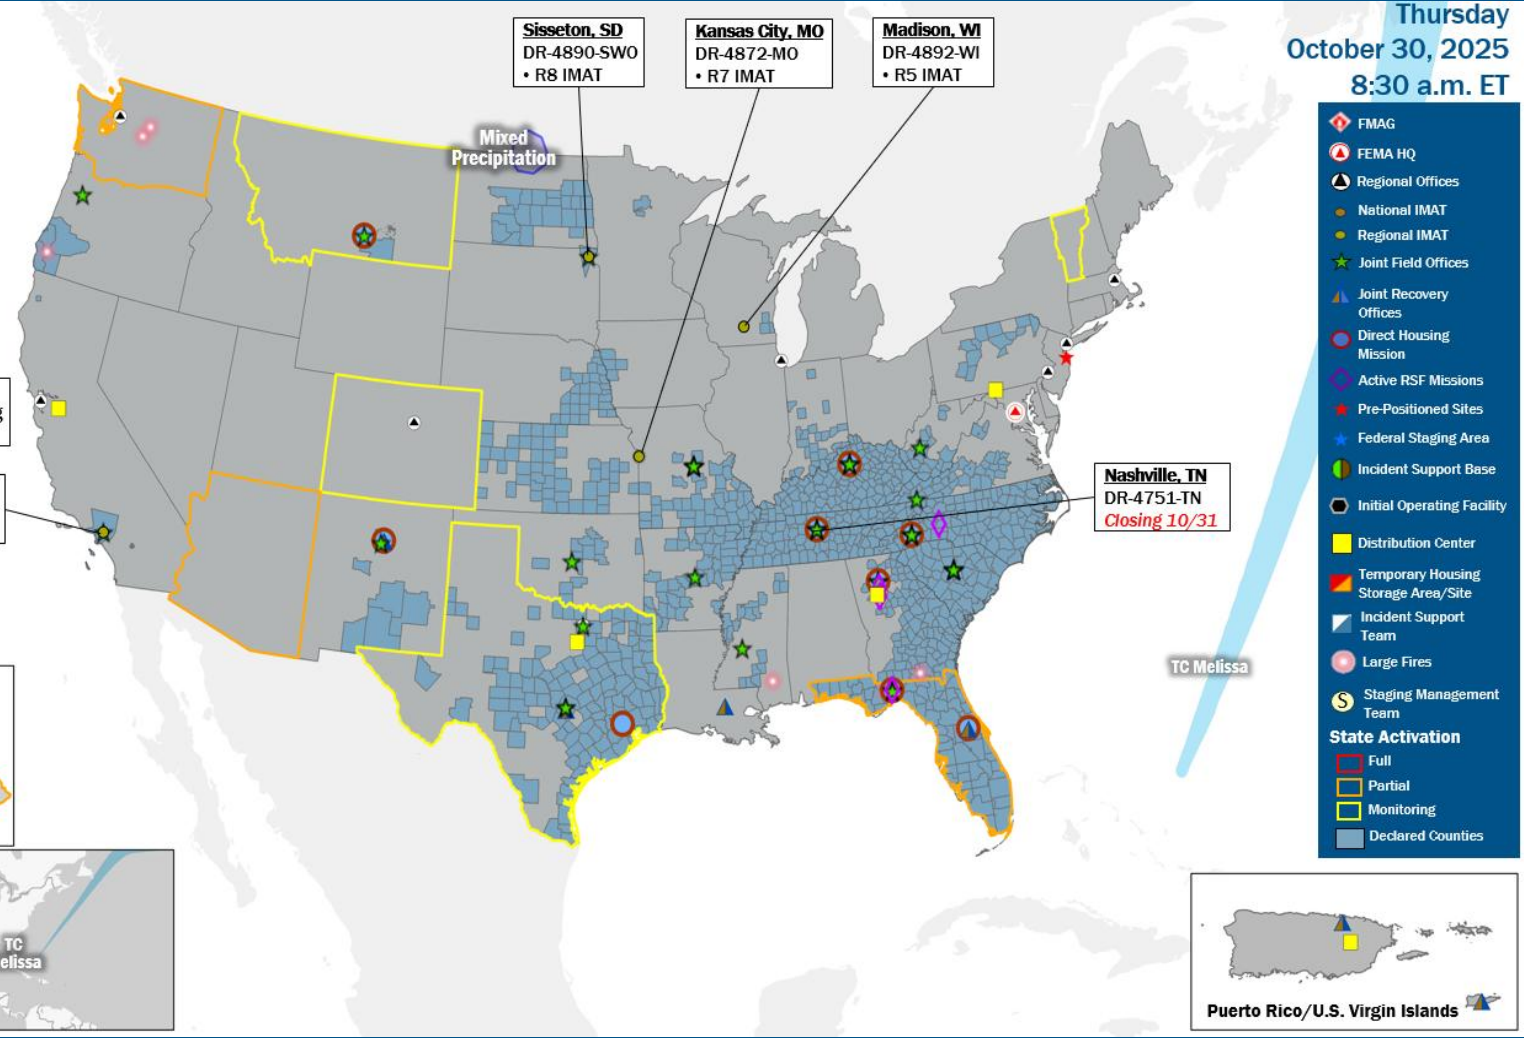 Thursday
October 30, 2025
8:30 a.m. ET
Sisseton, SD
DR-4890-SWO
• R8 IMAT
Kansas City, MO
DR-4872-MO
• R7 IMAT
Madison, WI
DR-4892-WI
• R5 IMAT
Mixed
Precipitation
g
Nashville, TN
DR-4751-TN
Closing 10/31
TC Melissa
TC
elissa
FMAG
FEMA HQ
Regional Offices
National IMAT
Regional IMAT
Joint Field Offices
Joint Recovery
Offices
Direct Housing
Mission
Active RSF Missions
Pre-Positioned Sites
Federal Staging Area
Incident Support Base
Initial Operating Facility
Distribution Center
Temporary Housing
Storage Area/Site
Incident Support
Team
Large Fires
S
Staging Management
Team
State Activation
Full
Partial
Monitoring
Declared Counties
Puerto Rico/U.S. Virgin Islands